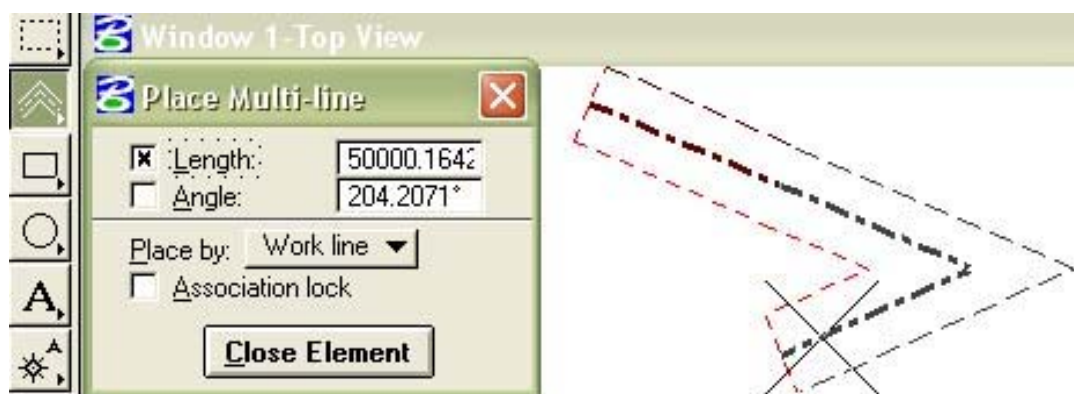 Window 1-Top View
Place Multi-line
Length: 50000.1642
Angle: 204.2071°
Place by: Work line
Association lock
Close Element
A
A